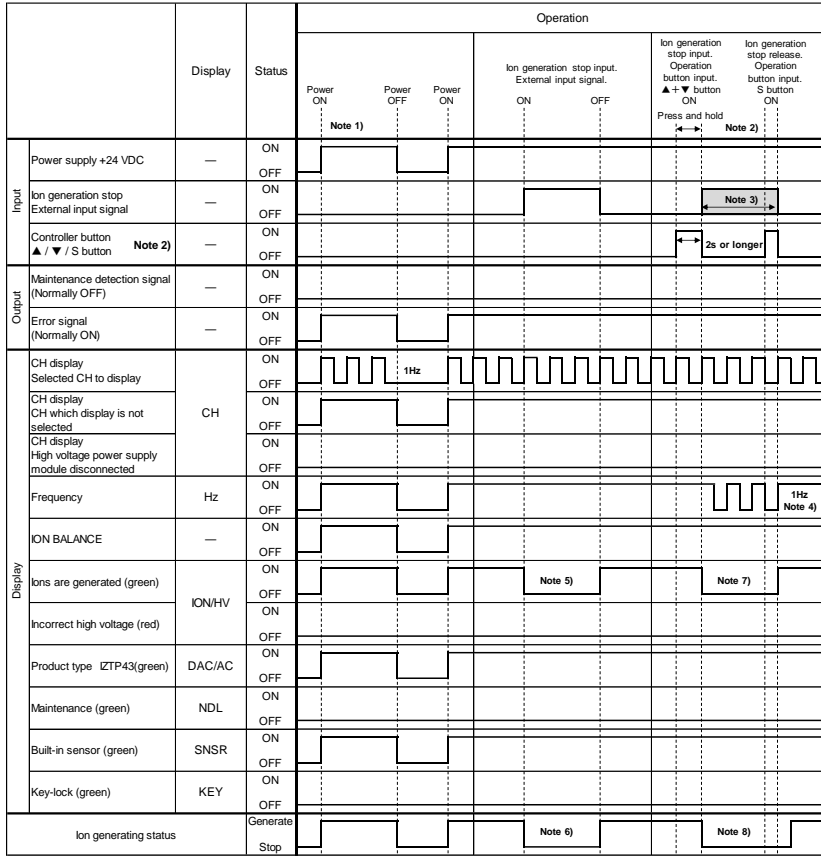 Operation
Display
Status
Ion generation stop input.
External input signal.
Ion generation
stop input.
Operation
button input.
▲+▼ button
ON
Ion generation
stop release.
Operation
button input.
S button
ON
Power
ON
Power
OFF
Power
ON
ON
OFF
Press and hold
Note 1)
Note 2)
Input
Power supply +24 VDC
—
ON
OFF
Ion generation stop
External input signal
—
ON
OFF
Note 3)
Controller button
▲ / ▼ / S button
Note 2)
—
ON
OFF
2s or longer
Output
Maintenance detection signal
(Normally OFF)
—
ON
OFF
Error signal
(Normally ON)
—
ON
OFF
Display
CH display
Selected CH to display
ON
OFF
1Hz
CH display
CH which display is not
selected
CH
ON
OFF
CH display
High voltage power supply
module disconnected
ON
OFF
Frequency
Hz
ON
OFF
1Hz
Note 4)
ION BALANCE
—
ON
OFF
Ions are generated (green)
ION/HV
ON
OFF
Note 5)
Note 7)
Incorrect high voltage (red)
ON
OFF
Product type IZTP43(green)
DAC/AC
ON
OFF
Maintenance (green)
NDL
ON
OFF
Built-in sensor (green)
SNSR
ON
OFF
Key-lock (green)
KEY
ON
OFF
Ion generating status
Generate
Stop
Note 6)
Note 8)